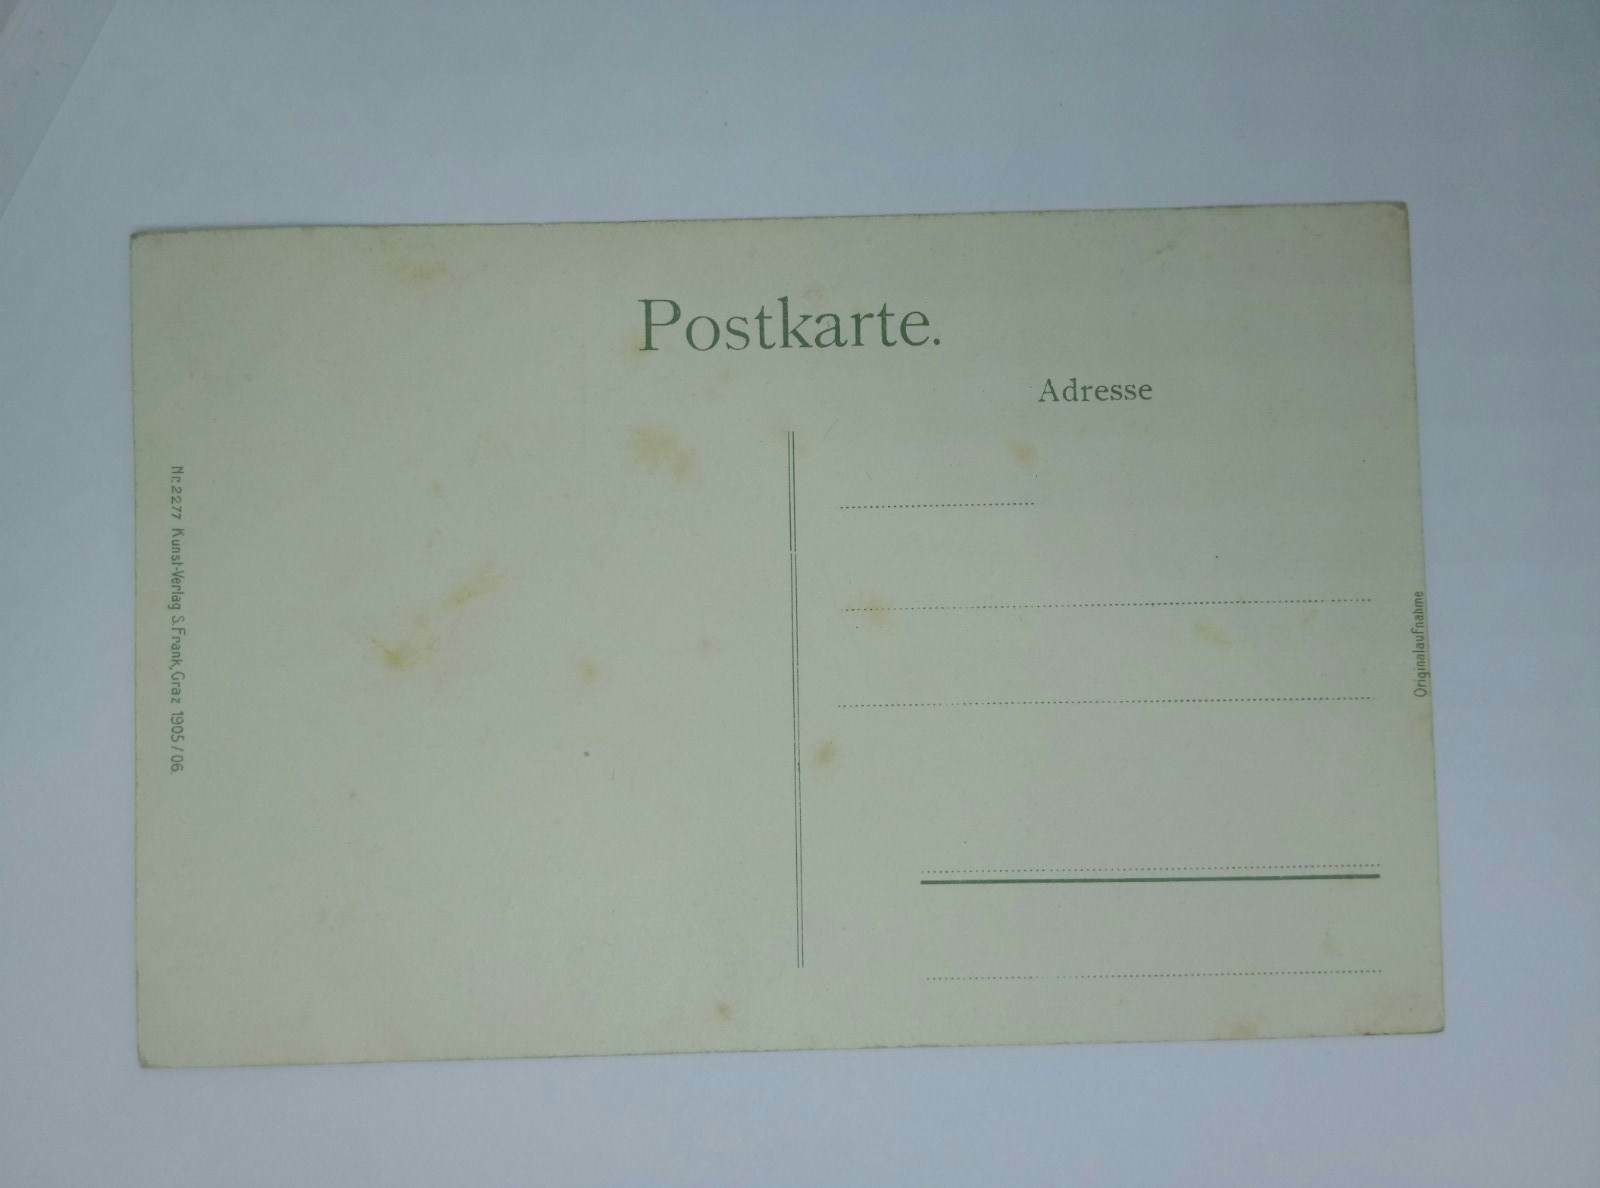 Postkarte.
Adresse
Nr. 2277 Kunst-Verlag S. Frank, Graz 1905/06.
Originalaufnahme